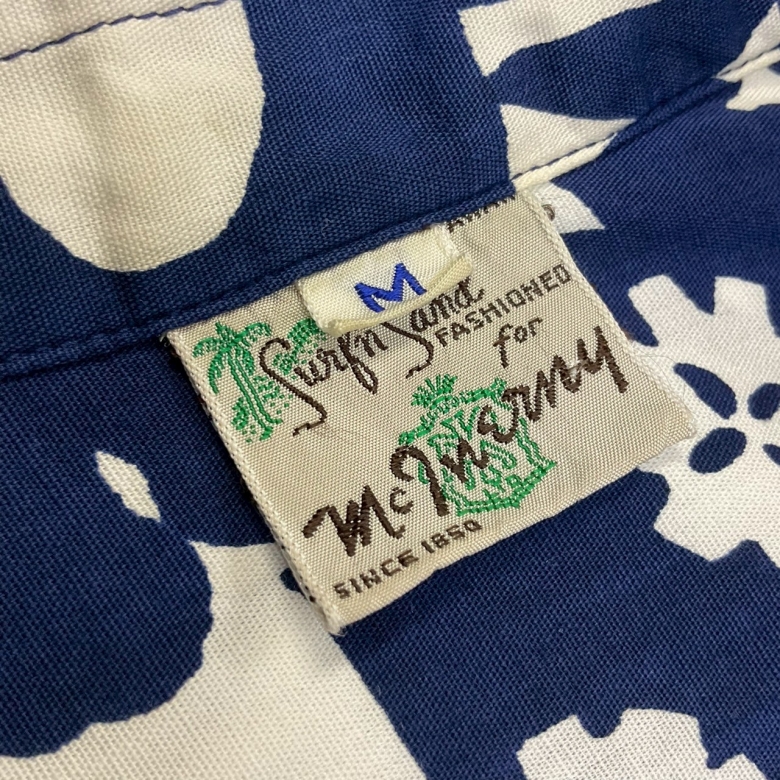 M
Surf'n Sand
FASHIONED
for
McInerny
SINCE 1850